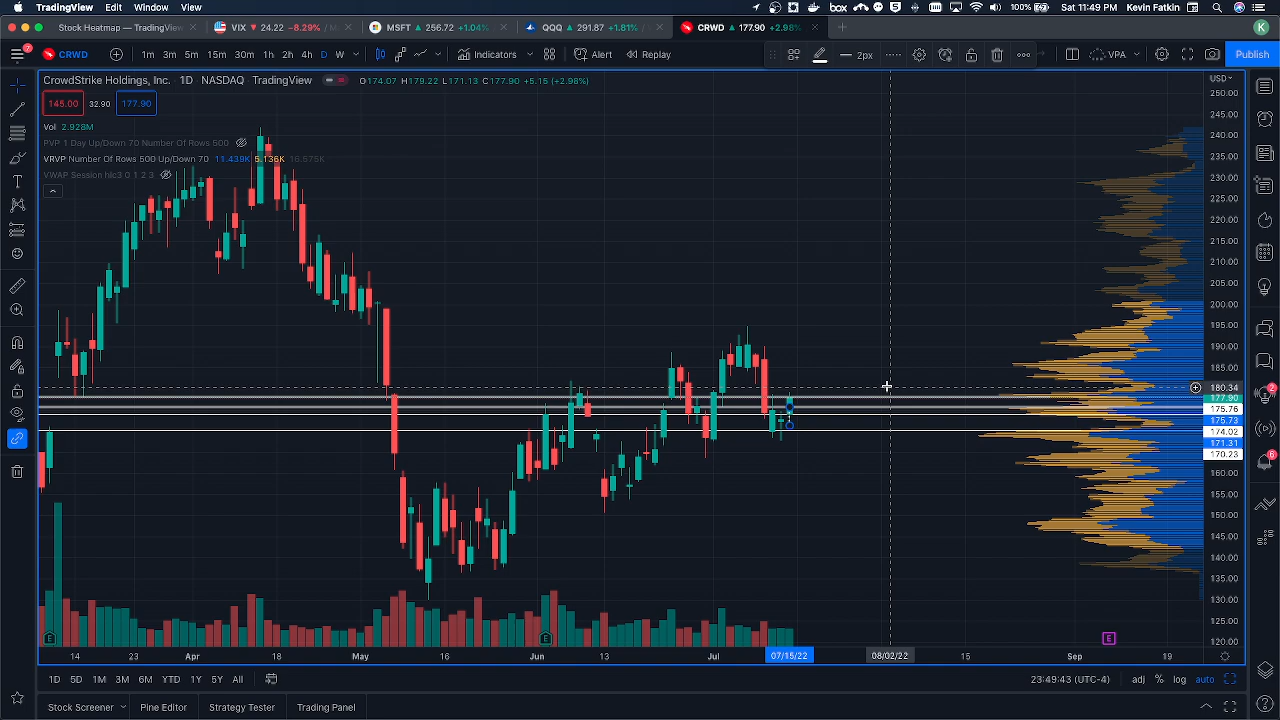 TradingView Edit Window Help
100% Sat 11:49 PM Kevin Fatkin
Stock Heatmap — TradingView
VIX 24.22 -8.29% / M
MSFT 256.72 +1.04%
QQQ 291.87 +1.81% /
CRWD 177.90 +2.98%
K
7 CRWD 1m 3m 5m 15m 30m 1h 2h 4h D W Indicators Alert Replay 2px VPA Publish
CrowdStrike Holdings, Inc. 1D NASDAQ TradingView O174.07 H179.22 L171.13 C177.90 +5.15 (+2.98%)
USD
145.00 32.90 177.90
Vol 2.928M
PVP 1 Day Up/Down 70 Number Of Rows 500
VRVP Number Of Rows 500 Up/Down 70 11.439K 5.136K 16.575K
VWAP Session hlc3 0 1 2 3
250.00
245.00
240.00
235.00
230.00
225.00
220.00
215.00
210.00
205.00
200.00
195.00
190.00
185.00
180.34
177.90
175.76
175.73
174.02
171.31
170.23
160.00
155.00
150.00
145.00
140.00
135.00
130.00
120.00
2
6
E E E
14 23 Apr 18 May Jun 13 Jul 07/15/22 08/02/22 15 Sep 19
1D 5D 1M 3M 6M YTD 1Y 5Y All 23:49:43 (UTC-4) adj % log auto
Stock Screener Pine Editor Strategy Tester Trading Panel